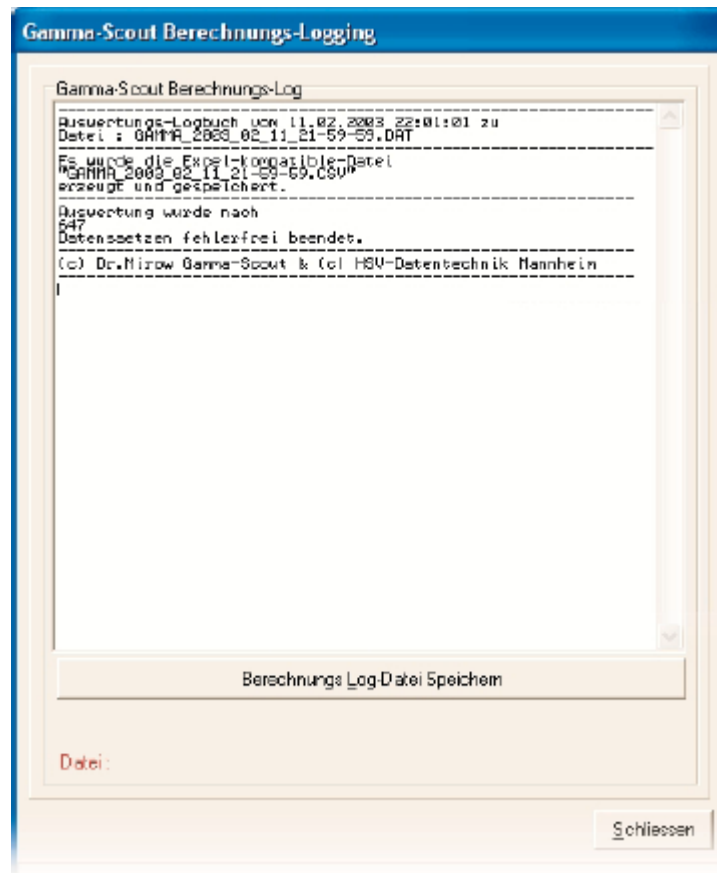 Gamma-Scout Berechnungs-Logging
Gamma-Scout Berechnungs-Log
----------------------------------------------------------------
Auswertungs-Logbuch vom 11.02.2003 22:01:01 zu
Datei : GAMMA_2003_02_11_21-59-59.DAT
----------------------------------------------------------------
Es wurde die Excel-kompatible-Datei
"GAMMA_2003_02_11_21-59-59.CSV"
erzeugt und gespeichert.
--------------------------------------------------------------
Auswertung wurde nach
647
Datenssetzen fehlerfrei beendet.
--------------------------------------------------------------
(c) Dr.Mirow Gamma-Scout & (c) HSV-Datentechnik Mannheim
--------------------------------------------------------------
Berechnungs Log-Datei Speichern
Datei:
Schliessen